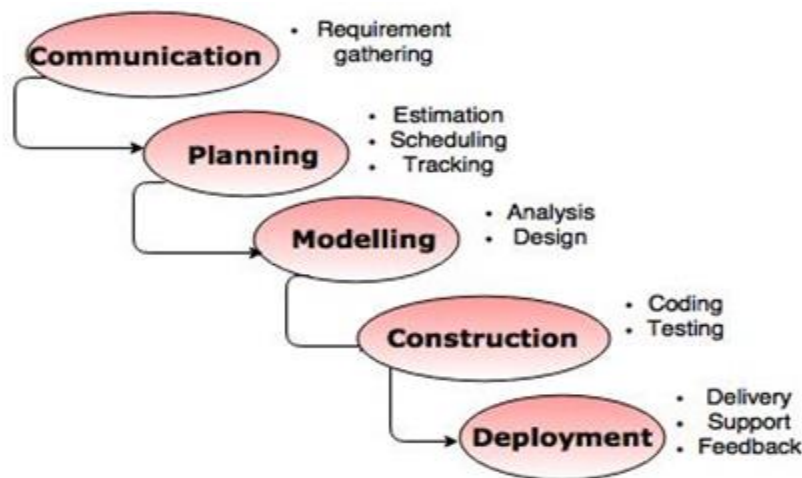 Communication
• Requirement
gathering
Planning
• Estimation
• Scheduling
• Tracking
Modelling
• Analysis
• Design
Construction
• Coding
• Testing
Deployment
• Delivery
• Support
• Feedback